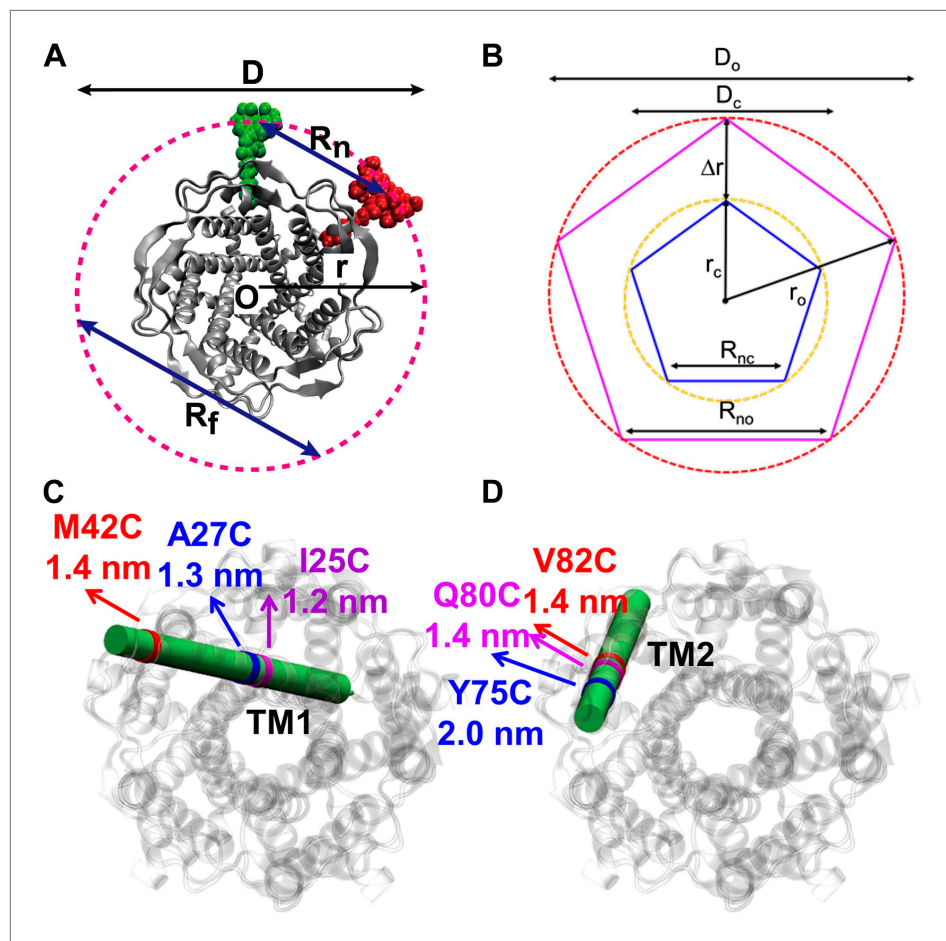 A
D
Rn
r
O
Rf
B
Do
Dc
Δr
rc
ro
Rnc
Rno
C
M42C
1.4 nm
A27C
1.3 nm
I25C
1.2 nm
TM1
D
V82C
1.4 nm
Q80C
1.4 nm
Y75C
2.0 nm
TM2